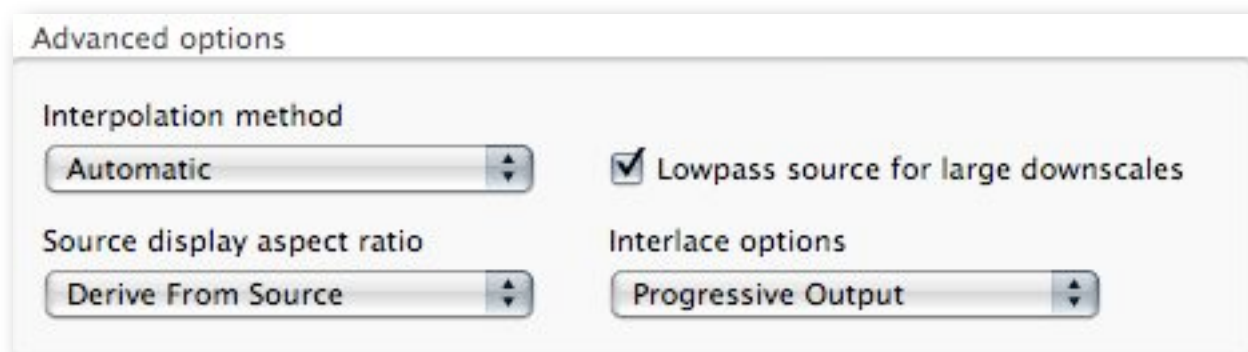 Advanced options
Interpolation method
Automatic
Lowpass source for large downscales
Source display aspect ratio
Interlace options
Derive From Source
Progressive Output